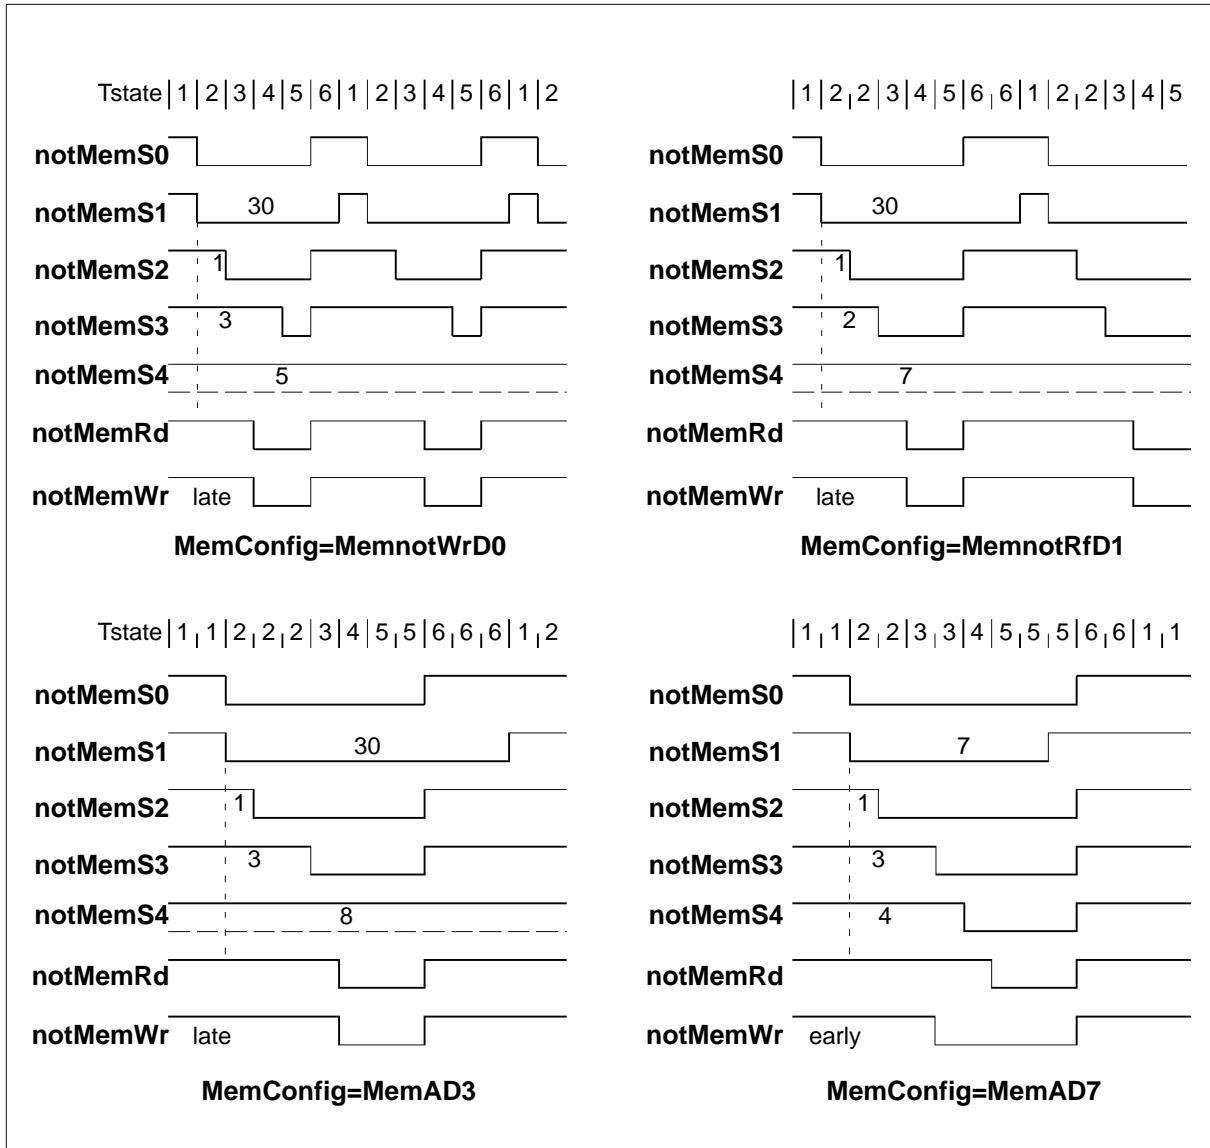 Tstate 1 2 3 4 5 6 1 2 3 4 5 6 1 2
notMemS0
notMemS1 30
notMemS2 1
notMemS3 3
notMemS4 5
notMemRd
notMemWr late
MemConfig=MemnotWrD0
1 2 2 3 4 5 6 6 1 2 2 3 4 5
notMemS0
notMemS1 30
notMemS2 1
notMemS3 2
notMemS4 7
notMemRd
notMemWr late
MemConfig=MemnotRfD1
Tstate 1 1 2 2 2 3 4 5 5 6 6 6 1 2
notMemS0
notMemS1 30
notMemS2 1
notMemS3 3
notMemS4 8
notMemRd
notMemWr late
MemConfig=MemAD3
1 1 2 2 3 3 4 5 5 5 6 6 1 1
notMemS0
notMemS1 7
notMemS2 1
notMemS3 3
notMemS4 4
notMemRd
notMemWr early
MemConfig=MemAD7